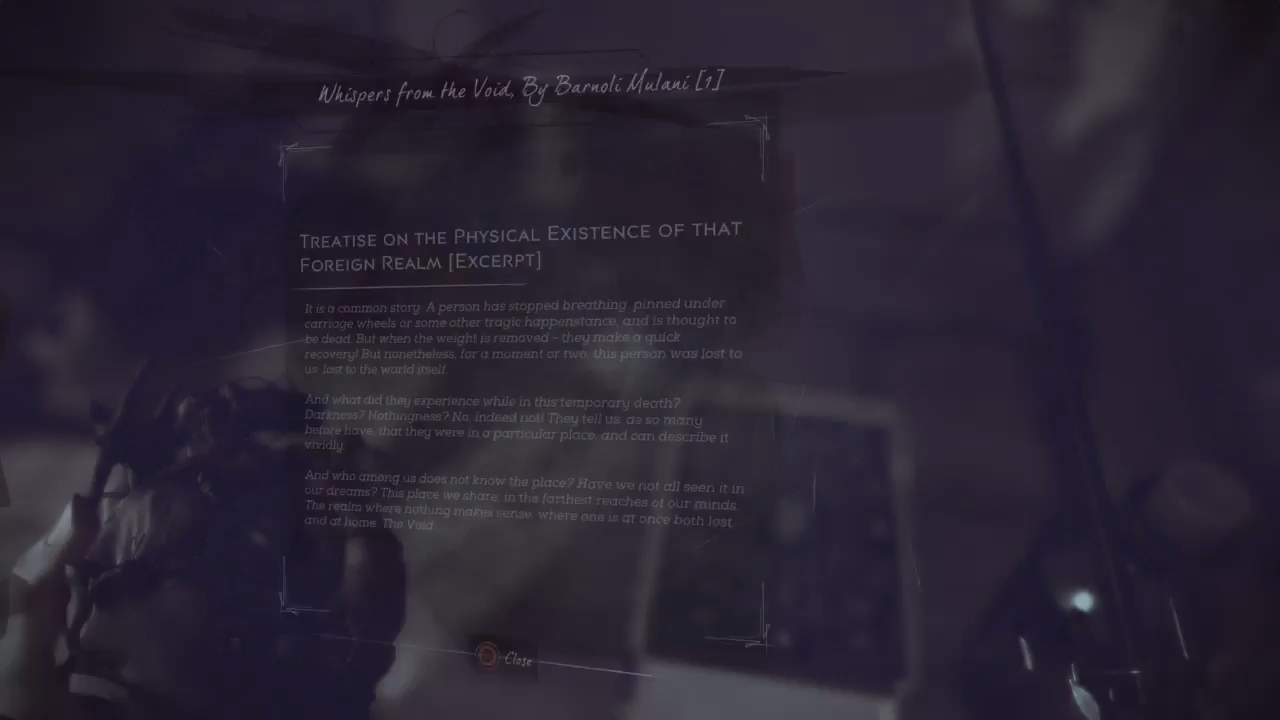 Whispers from the Void, By Barnoli Mulani [1]
Treatise on the Physical Existence of that
Foreign Realm [Excerpt]
It is a common story. A person has stopped breathing, pinned under
carriage wheels or some other tragic happenstance, and is thought to
be dead. But when the weight is removed - they make a quick
recovery! But nonetheless, for a moment or two, this person was lost to
us, lost to the world itself.
And what did they experience while in this temporary death?
Darkness? Nothingness? No, indeed not! They tell us, as so many
before have, that they were in a particular place, and can describe it
vividly.
And who among us does not know the place? Have we not all seen it in
our dreams? This place we share, in the farthest reaches of our minds.
The realm where nothing makes sense, where one is at once both lost
and at home. The Void.
Close